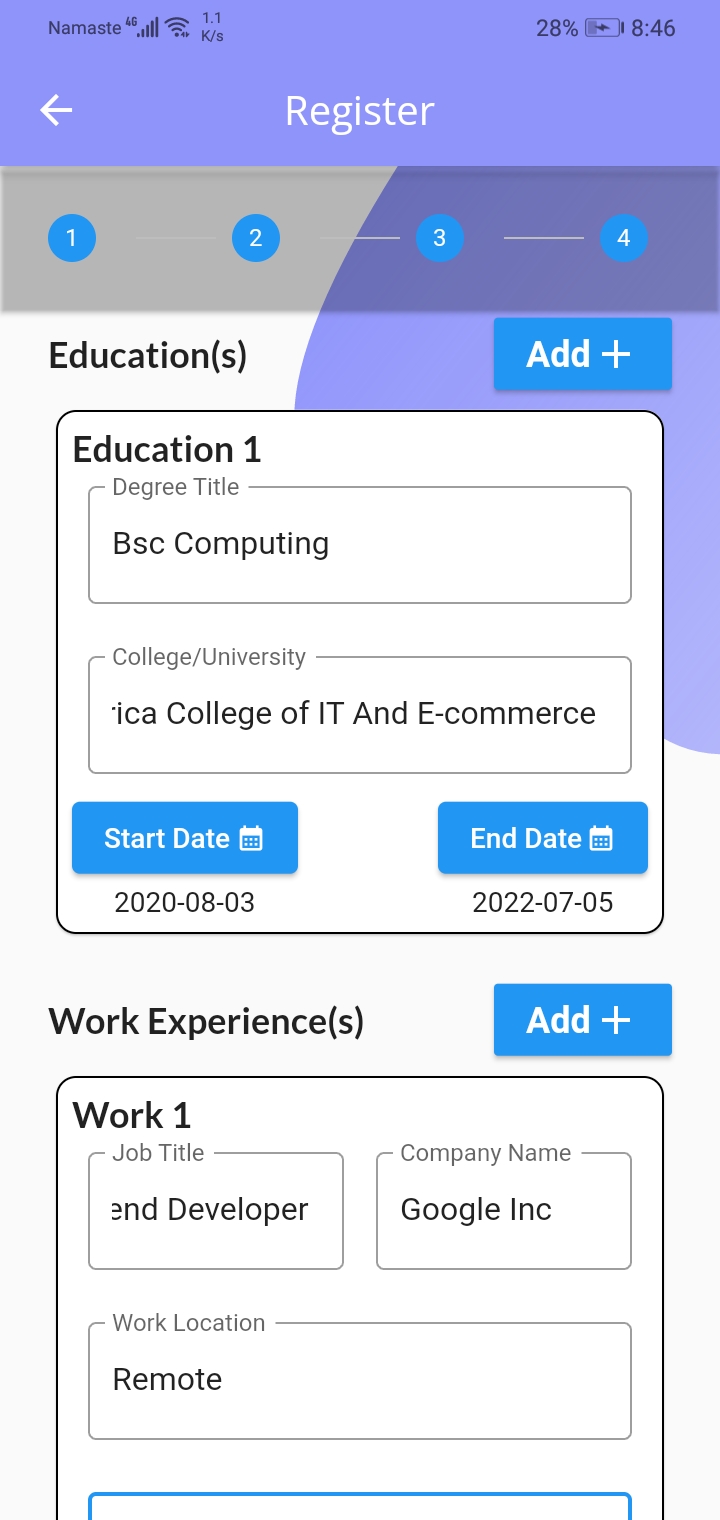 Namaste 4G 1.1 K/s 28% 8:46
Register
1 2 3 4
Education(s) Add +
Education 1
Degree Title
Bsc Computing
College/University
rica College of IT And E-commerce
Start Date End Date
2020-08-03 2022-07-05
Work Experience(s) Add +
Work 1
Job Title Company Name
end Developer Google Inc
Work Location
Remote